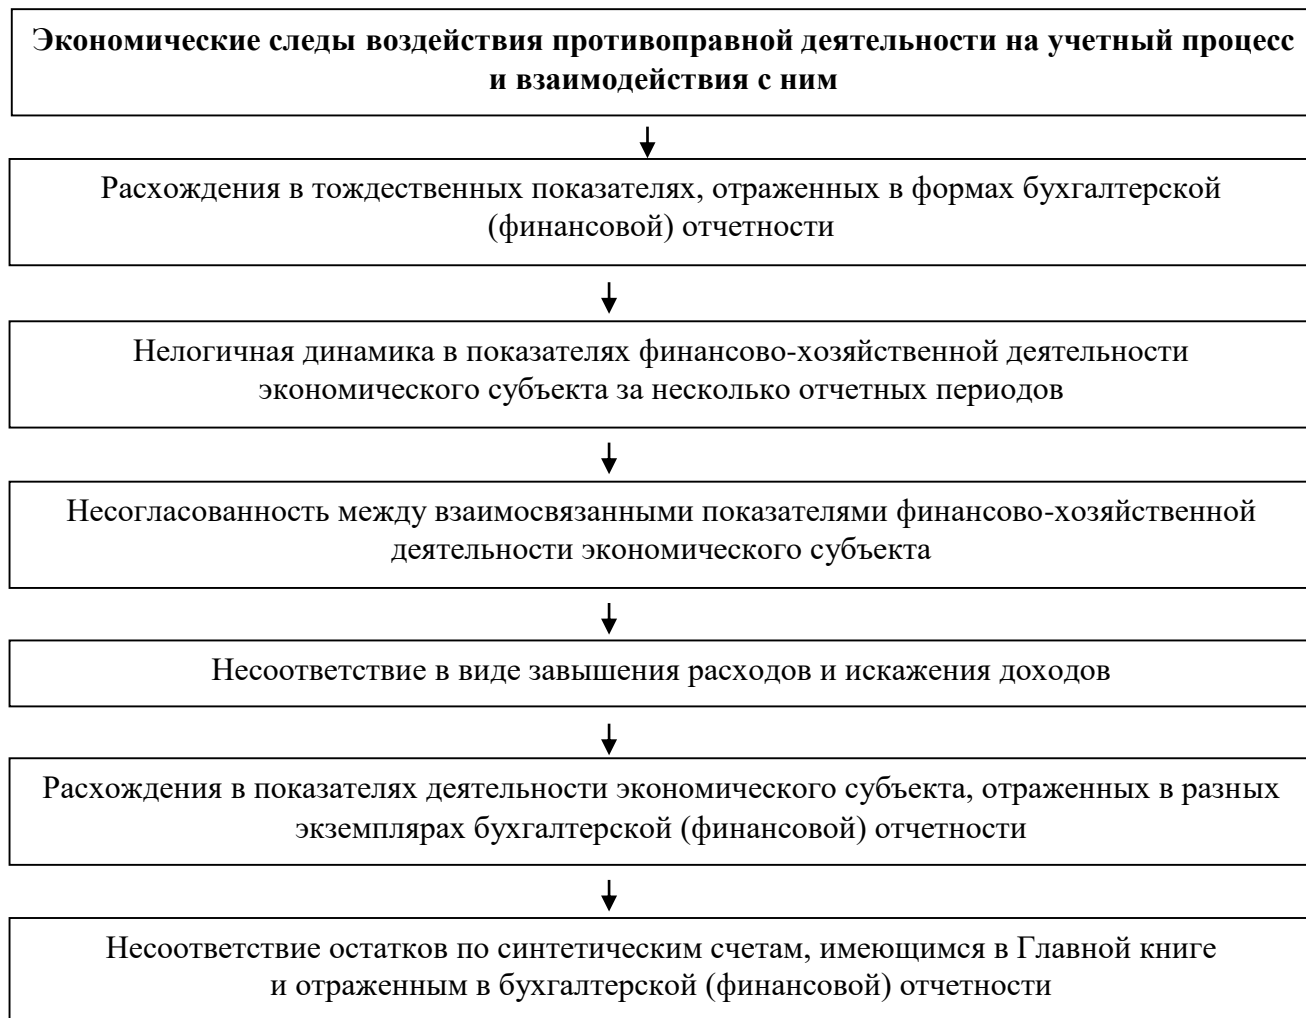 Экономические следы воздействия противоправной деятельности на учетный процесс
и взаимодействия с ним
Расхождения в тождественных показателях, отраженных в формах бухгалтерской
(финансовой) отчетности
Нелогичная динамика в показателях финансово-хозяйственной деятельности
экономического субъекта за несколько отчетных периодов
Несогласованность между взаимосвязанными показателями финансово-хозяйственной
деятельности экономического субъекта
Несоответствие в виде завышения расходов и искажения доходов
Расхождения в показателях деятельности экономического субъекта, отраженных в разных
экземплярах бухгалтерской (финансовой) отчетности
Несоответствие остатков по синтетическим счетам, имеющимся в Главной книге
и отраженным в бухгалтерской (финансовой) отчетности